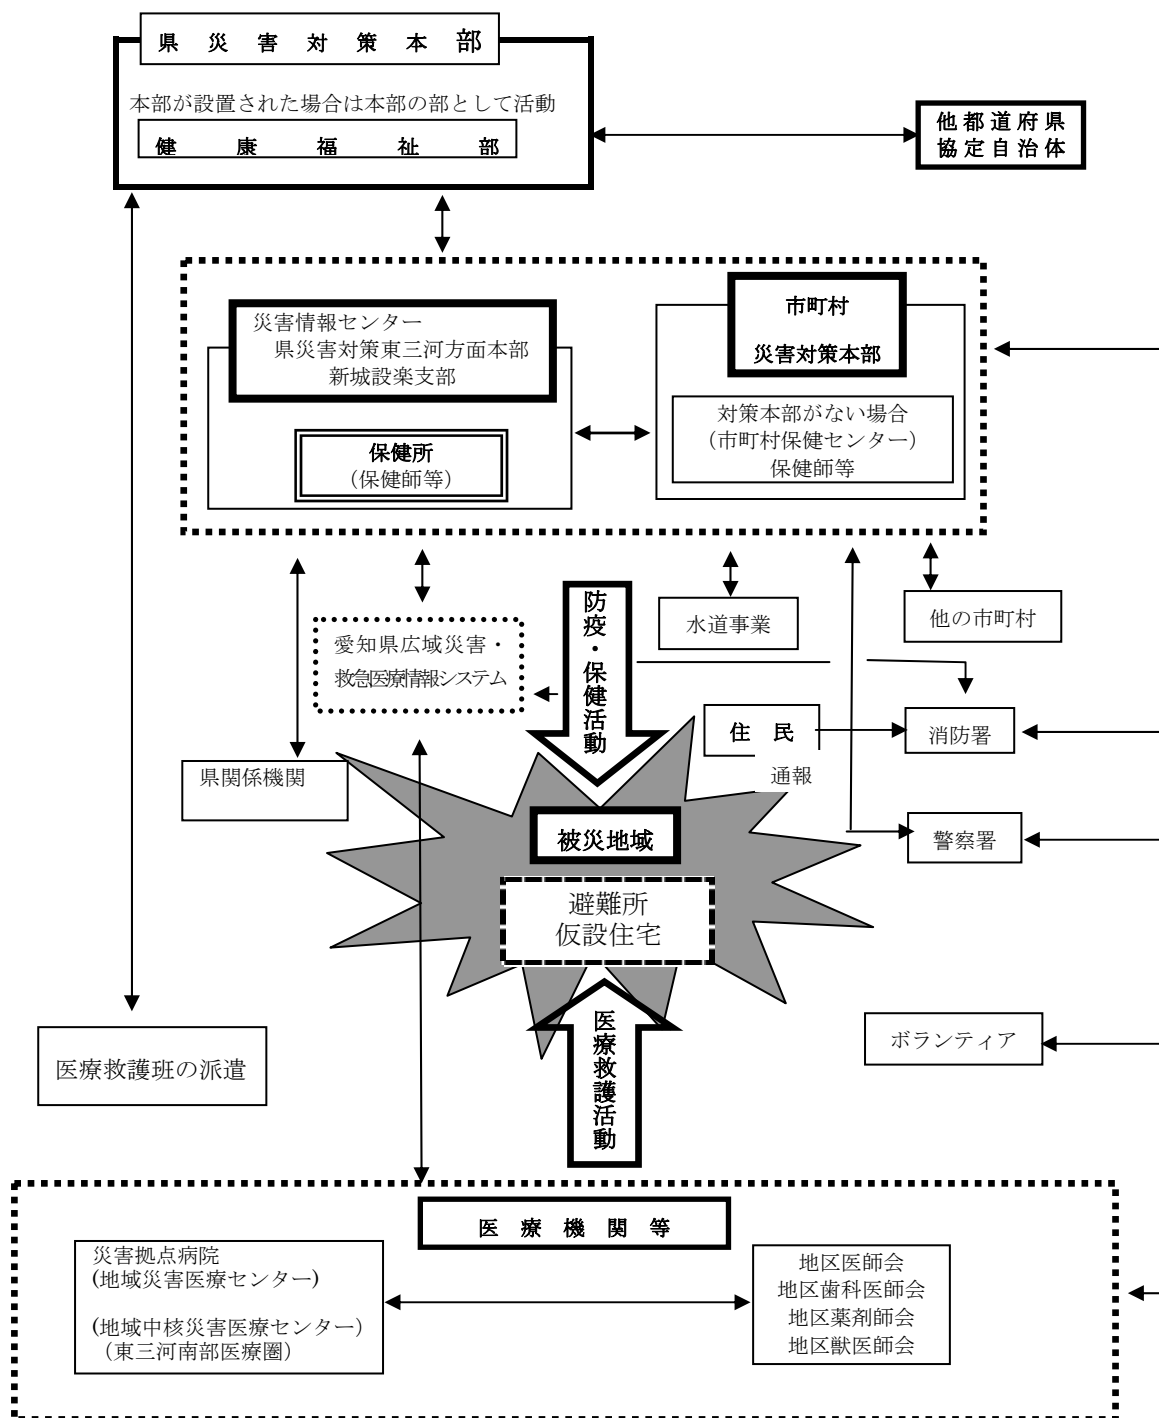 県災害対策本部
本部が設置された場合は本部の部として活動
健康福祉部
他都道府県
協定自治体
災害情報センター
県災害対策東三河方面本部
新城設楽支部
保健所
（保健師等）
市町村
災害対策本部
対策本部がない場合
（市町村保健センター）
保健師等
愛知県広域災害・
救急医療情報システム
防疫・保健活動
水道事業
他の市町村
県関係機関
住民
通報
消防署
警察署
被災地域
避難所
仮設住宅
医療救護班の派遣
医療救護活動
ボランティア
医療機関等
災害拠点病院
(地域災害医療センター)
(地域中核災害医療センター）
（東三河南部医療圏）
地区医師会
地区歯科医師会
地区薬剤師会
地区獣医師会